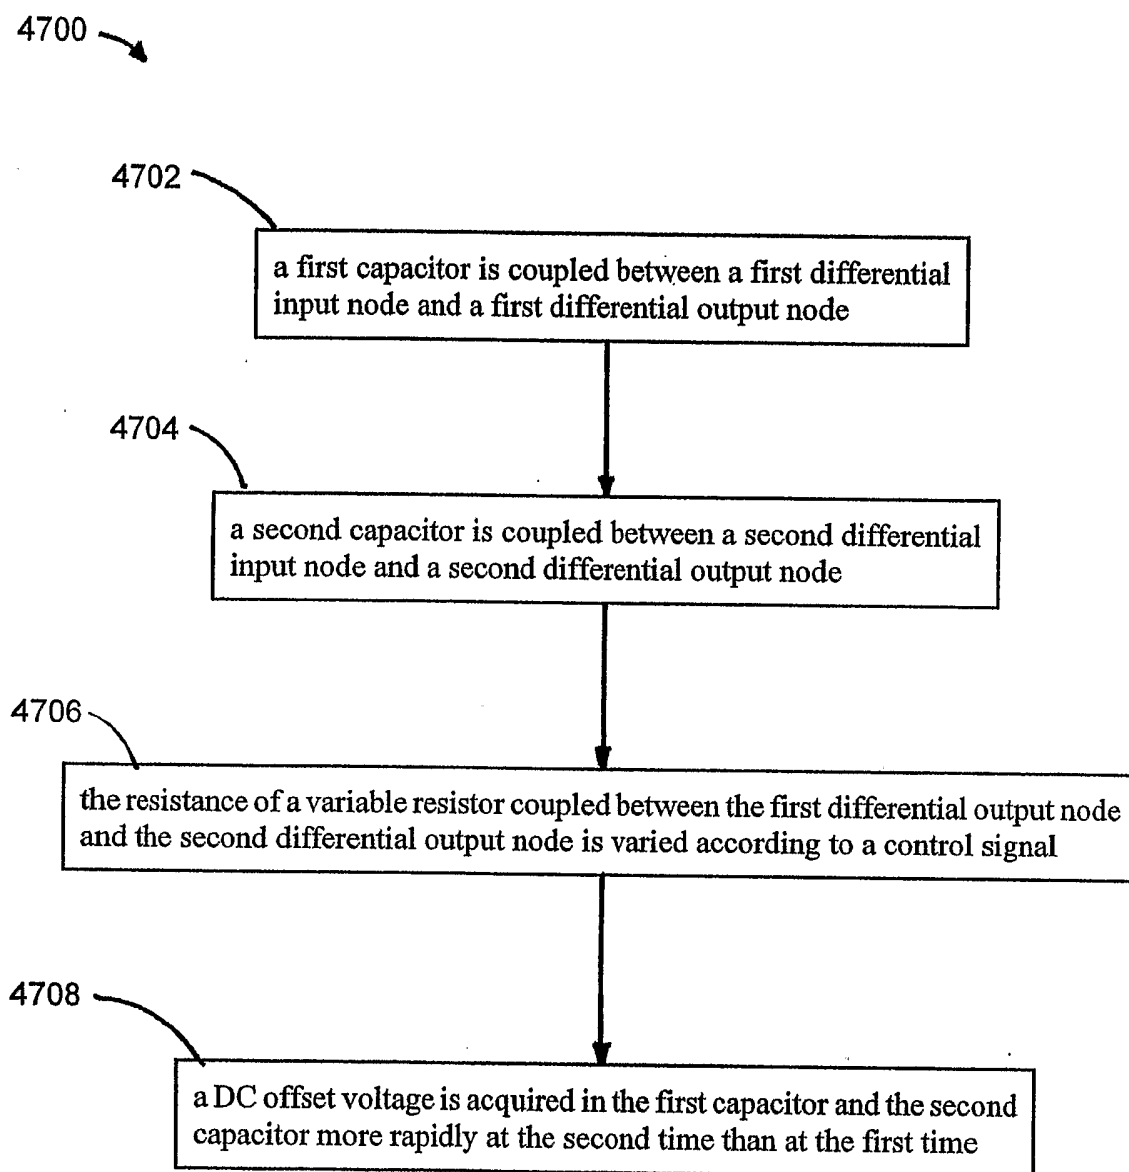 4700
4702
a first capacitor is coupled between a first differential
input node and a first differential output node
4704
a second capacitor is coupled between a second differential
input node and a second differential output node
4706
the resistance of a variable resistor coupled between the first differential output node
and the second differential output node is varied according to a control signal
4708
a DC offset voltage is acquired in the first capacitor and the second
capacitor more rapidly at the second time than at the first time